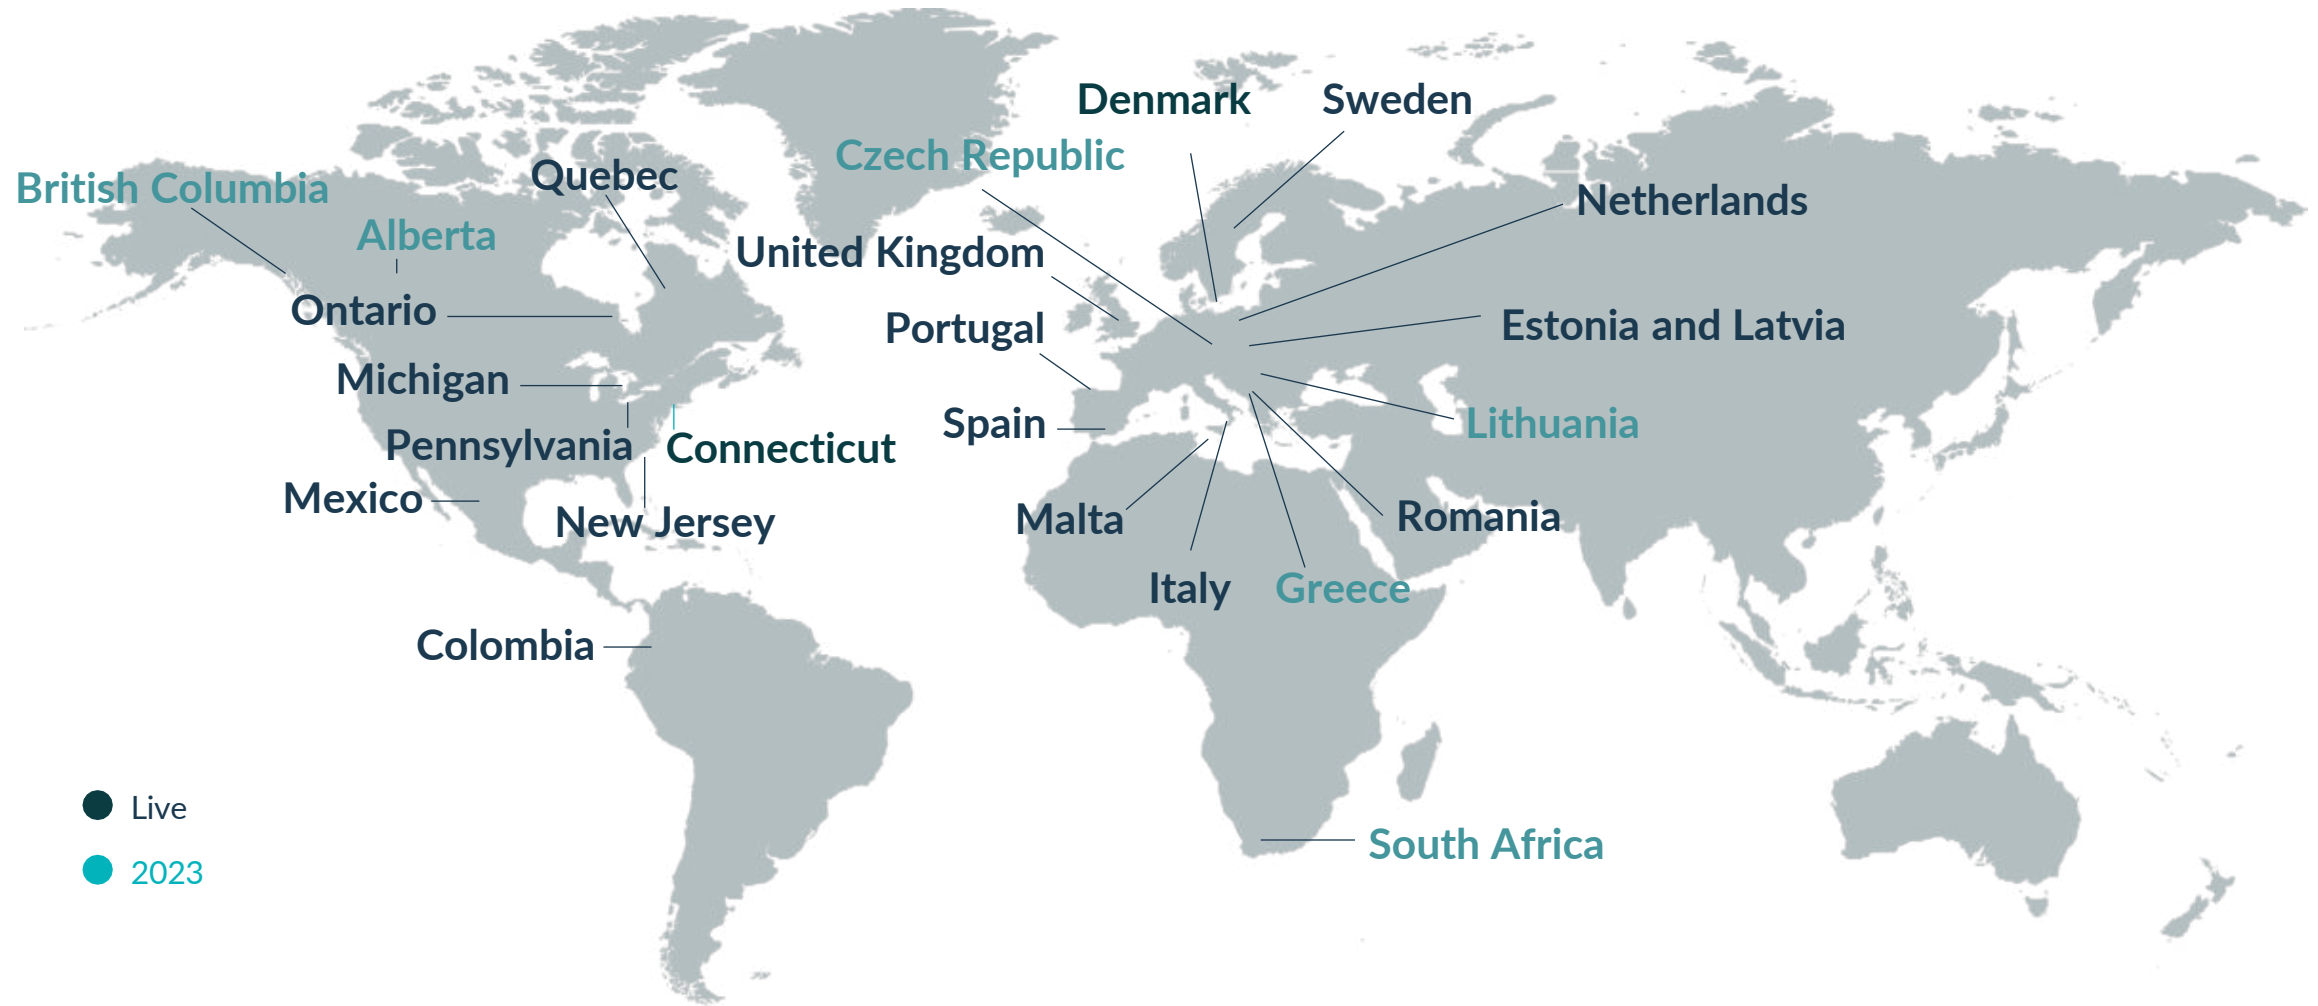 Denmark
Sweden
Czech Republic
Quebec
British Columbia
Netherlands
Alberta
United Kingdom
Ontario
Portugal
Estonia and Latvia
Michigan
Spain
Lithuania
Pennsylvania
Connecticut
Mexico
New Jersey
Malta
Romania
Italy
Greece
Colombia
Live
2023
South Africa